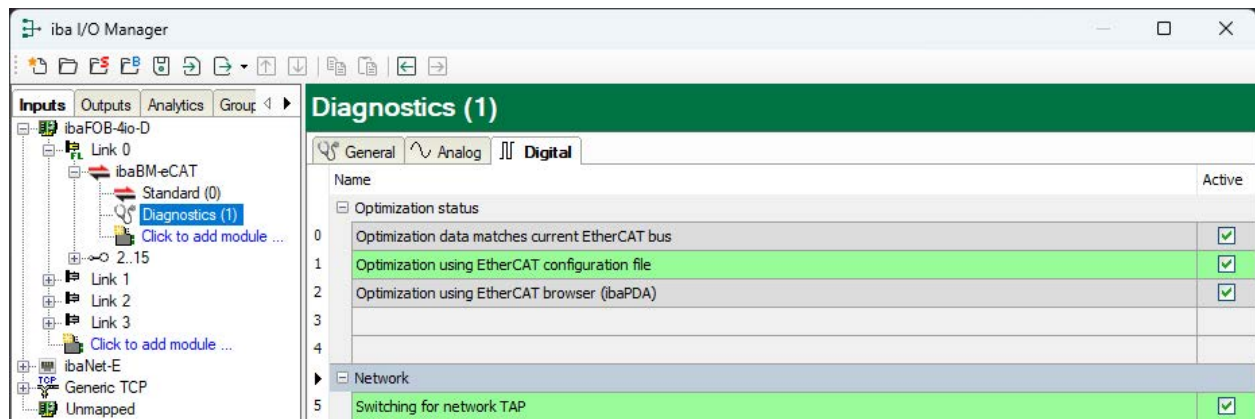 iba I/O Manager
Inputs Outputs Analytics Group
ibaFOB-4io-D
Link 0
ibaBM-eCAT
Standard (0)
Diagnostics (1)
Click to add module ...
2..15
Link 1
Link 2
Link 3
Click to add module ...
ibaNet-E
TCP Generic TCP
Unmapped
Diagnostics (1)
General Analog Digital
Name Active
Optimization status
0 Optimization data matches current EtherCAT bus
1 Optimization using EtherCAT configuration file
2 Optimization using EtherCAT browser (ibaPDA)
3
4
Network
5 Switching for network TAP